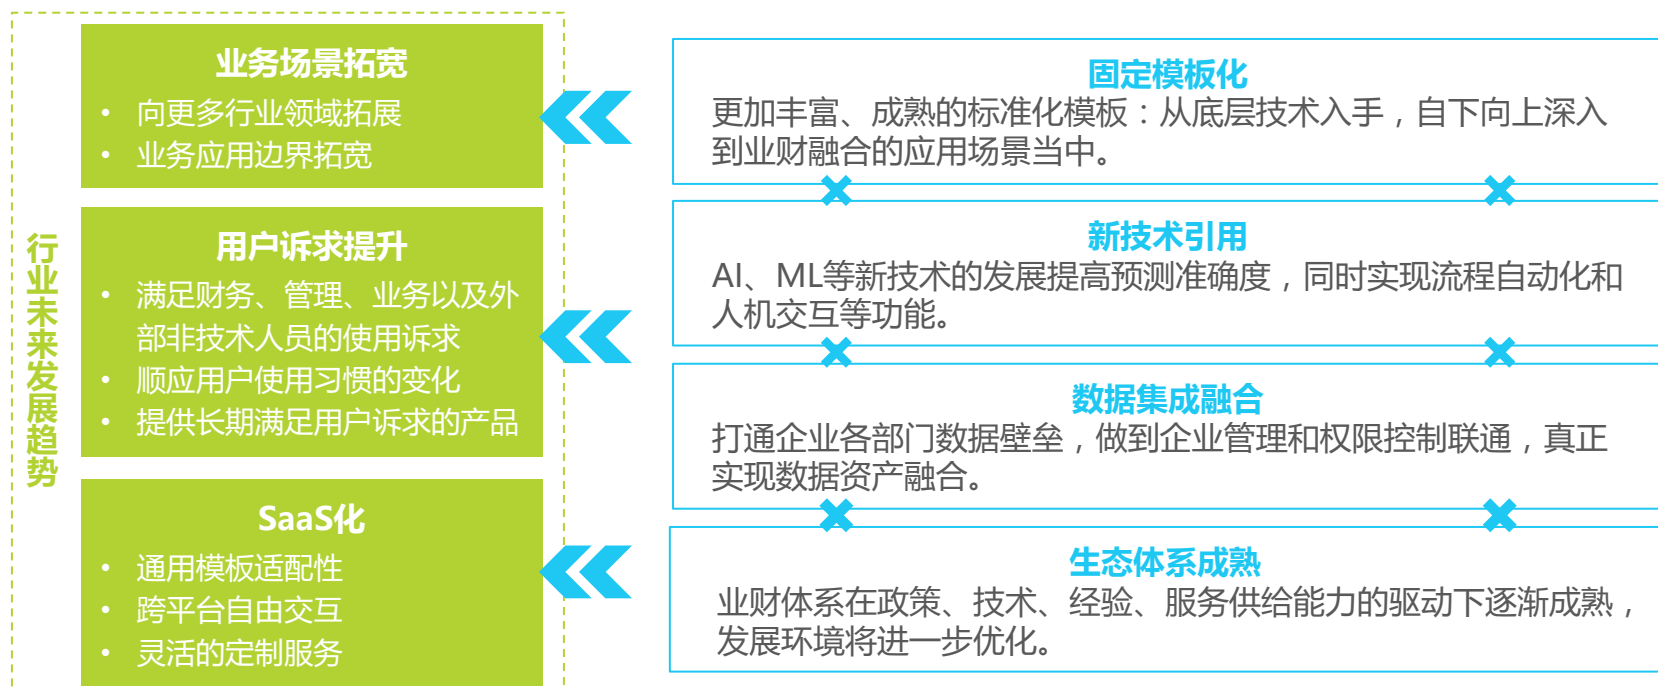 行业未来发展趋势
业务场景拓宽
• 向更多行业领域拓展
• 业务应用边界拓宽
用户诉求提升
• 满足财务、管理、业务以及外
部非技术人员的使用诉求
• 顺应用户使用习惯的变化
• 提供长期满足用户诉求的产品
SaaS化
• 通用模板适配性
• 跨平台自由交互
• 灵活的定制服务
固定模板化
更加丰富、成熟的标准化模板：从底层技术入手，自下向上深入
到业财融合的应用场景当中。
新技术引用
AI、ML等新技术的发展提高预测准确度，同时实现流程自动化和
人机交互等功能。
数据集成融合
打通企业各部门数据壁垒，做到企业管理和权限控制联通，真正
实现数据资产融合。
生态体系成熟
业财体系在政策、技术、经验、服务供给能力的驱动下逐渐成熟，
发展环境将进一步优化。